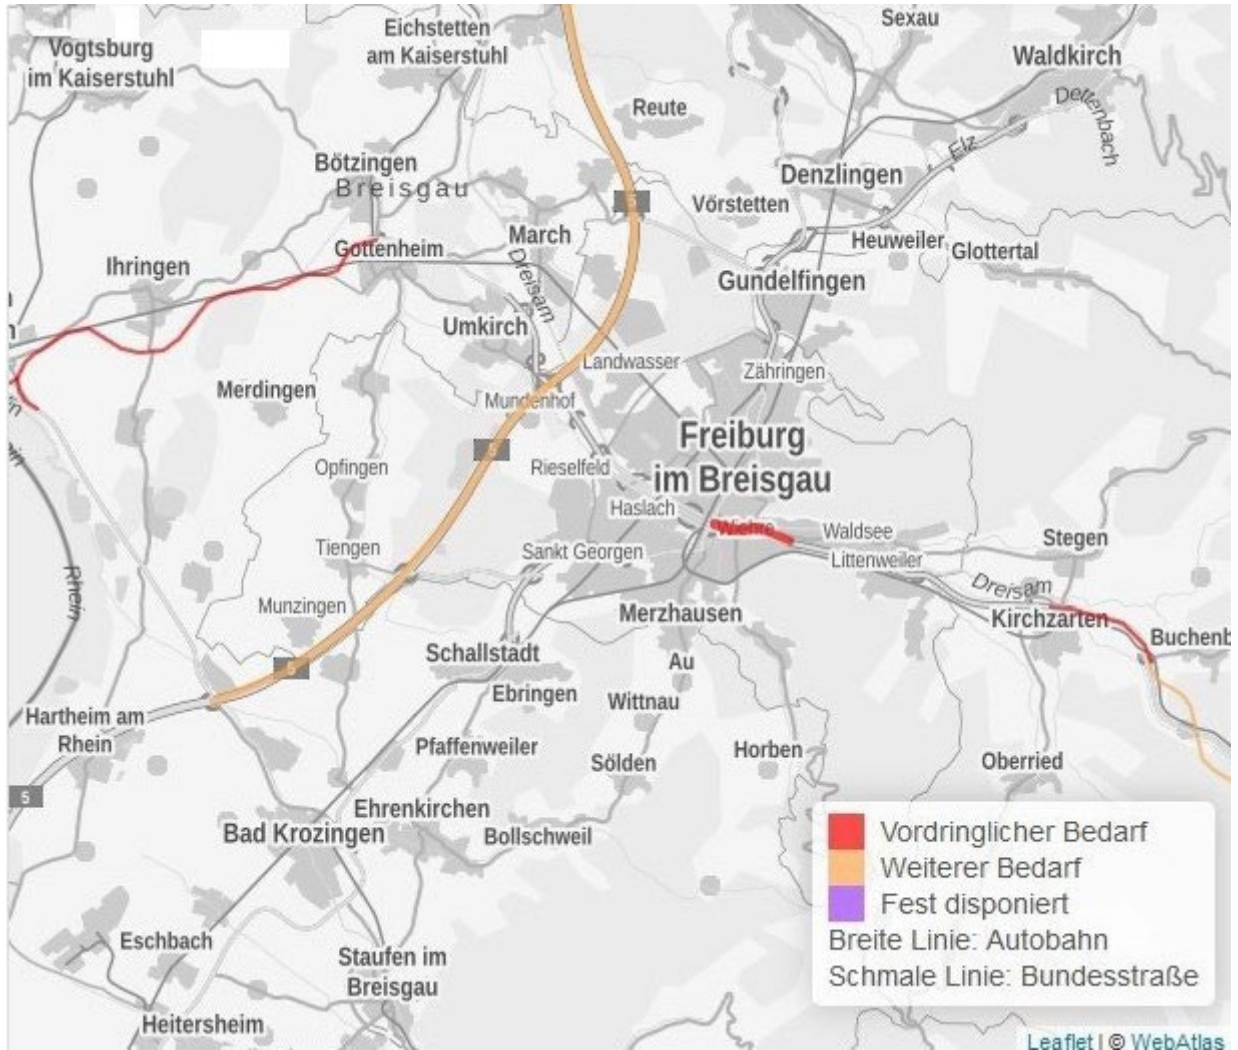 Sexau
Vogtsburg
im Kaiserstuhl
Eichstetten
am Kaiserstuhl
Waldkirch
Reute
Dettenbach
Elz
Bötzingen
Breisgau
Denzlingen
Vörstetten
5
Gottenheim
March
Heuweiler
Glottertal
Ihringen
Dreisam
Gundelfingen
n
Umkirch
Landwasser
Zähringen
Merdingen
Mundenhof
Freiburg
im Breisgau
5
Opfingen
Rieselfeld
Haslach
Wiehre
Waldsee
Stegen
Tiengen
Sankt Georgen
Littenweiler
Rhein
Dreisam
Munzingen
Merzhausen
Kirchzarten
Buchenb
Schallstadt
Au
5
Ebringen
Wittnau
Hartheim am
Rhein
Pfaffenweiler
Sölden
Horben
Oberried
5
Ehrenkirchen
Bad Krozingen
Bollschweil
Vordringlicher Bedarf
Weiterer Bedarf
Fest disponiert
Breite Linie: Autobahn
Schmale Linie: Bundesstraße
Eschbach
Staufen im
Breisgau
Heitersheim
Leaflet | © WebAtlas